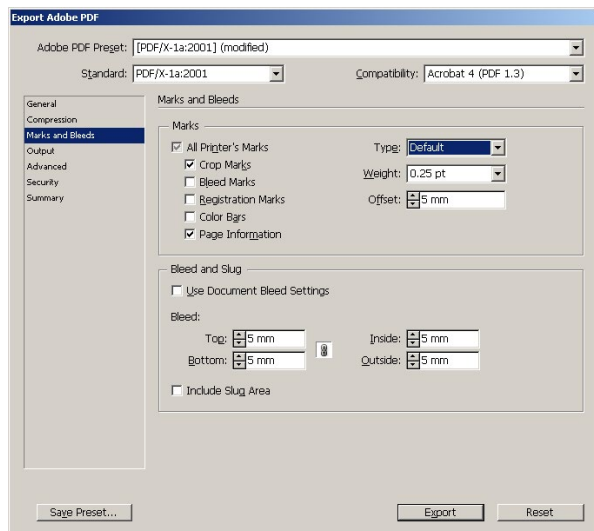 Export Adobe PDF
Adobe PDF Preset: [PDF/X-1a:2001] (modified)
Standard: PDF/X-1a:2001 Compatibility: Acrobat 4 (PDF 1.3)
General
Compression
Marks and Bleeds
Output
Advanced
Security
Summary
Marks and Bleeds
Marks
All Printer's Marks
Crop Marks
Bleed Marks
Registration Marks
Color Bars
Page Information
Type: Default
Weight: 0.25 pt
Offset: 5 mm
Bleed and Slug
Use Document Bleed Settings
Bleed:
Top: 5 mm Inside: 5 mm
Bottom: 5 mm Outside: 5 mm
Include Slug Area
Save Preset... Export Reset